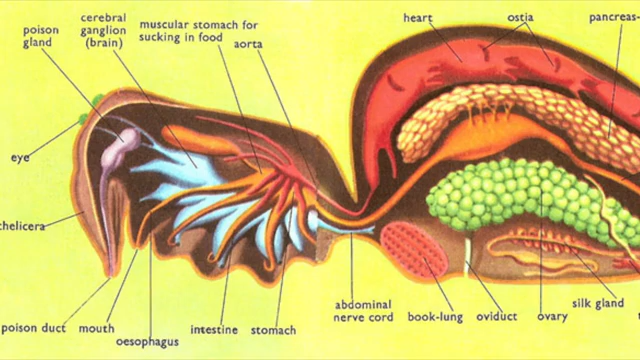 poison
gland
cerebral
ganglion
(brain)
muscular stomach for
sucking in food
aorta
heart
ostia
pancreas-
eye
chelicera
poison duct
mouth
oesophagus
intestine
stomach
abdominal
nerve cord
book-lung
oviduct
ovary
silk gland